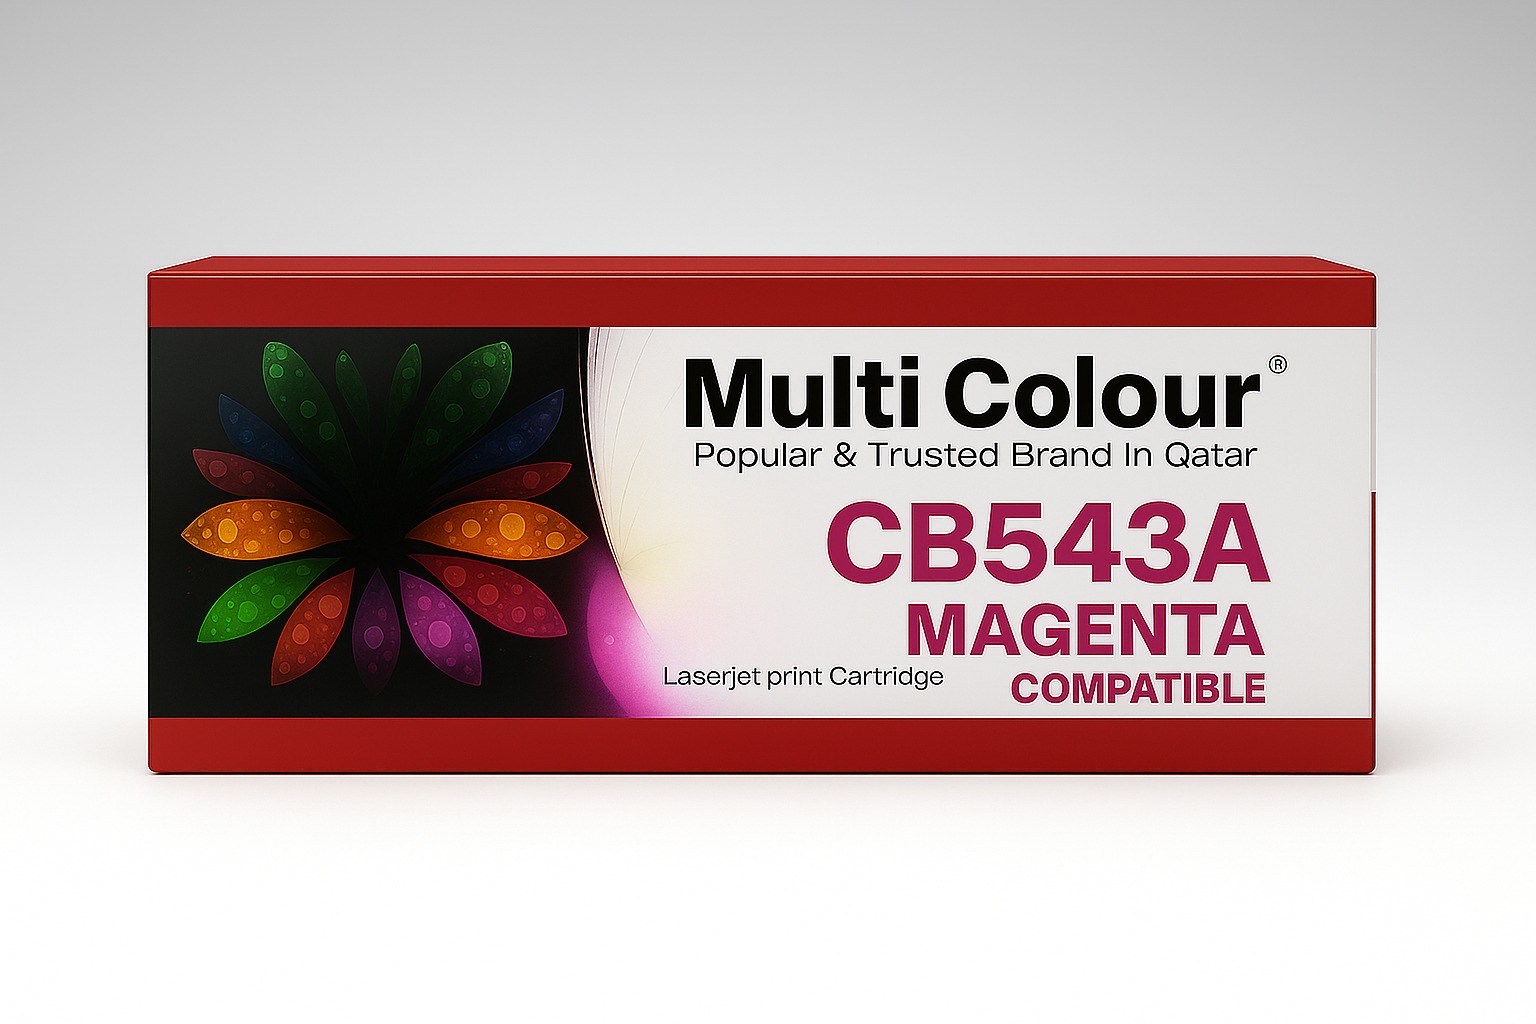 Multi Colour®
Popular & Trusted Brand In Qatar
CB543A
MAGENTA
Laserjet print Cartridge
COMPATIBLE